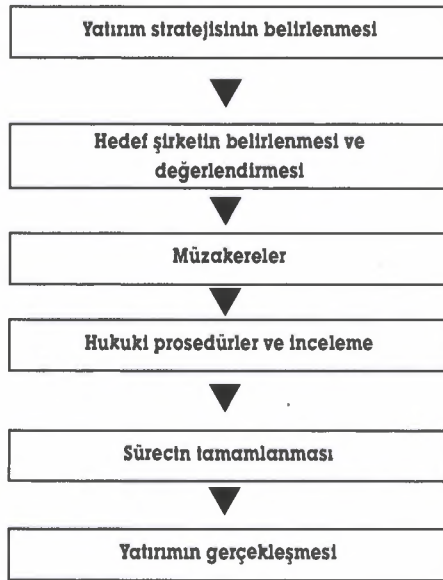 Yatırım stratejisinin belirlenmesi
Hedef şirketin belirlenmesi ve
değerlendirmesi
Müzakereler
Hukuki prosedürler ve inceleme
Sürecin tamamlanması
Yatırımın gerçekleşmesi